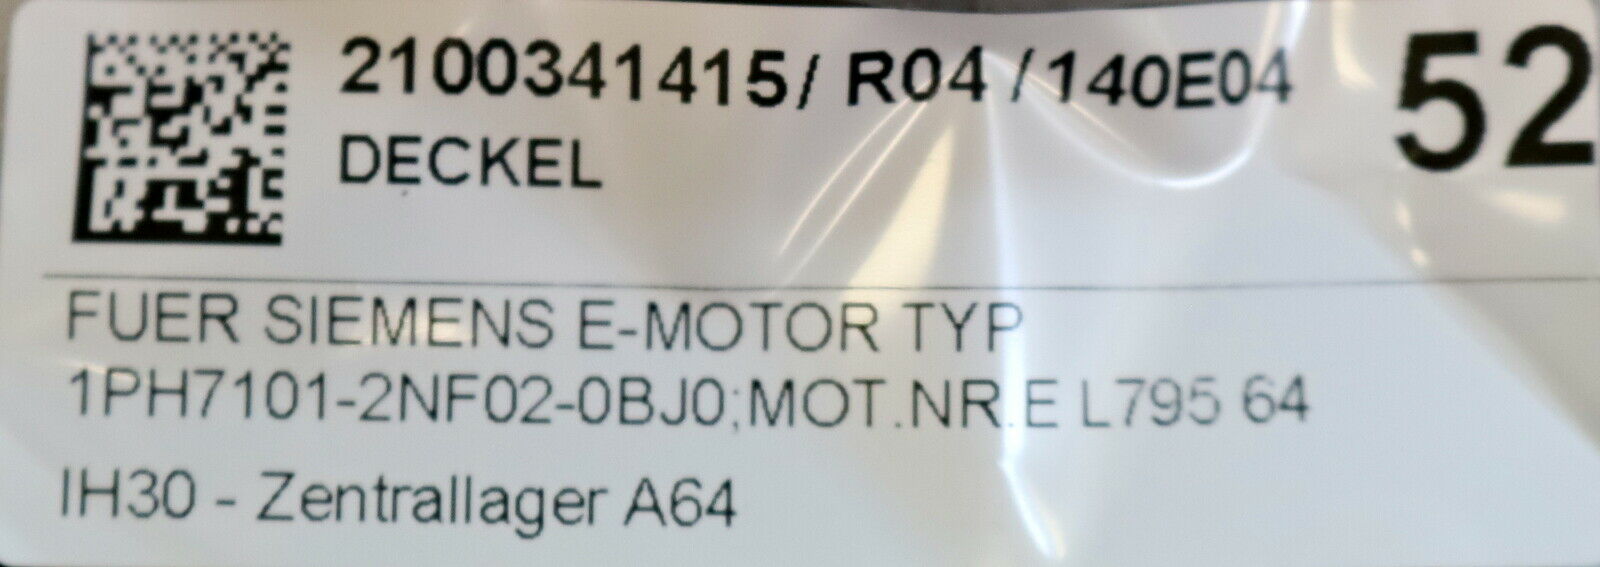 2100341415/ R04 /140E04 52
DECKEL
FUER SIEMENS E-MOTOR TYP
1PH7101-2NF02-0BJ0;MOT.NR.E L795 64
IH30 - Zentrallager A64